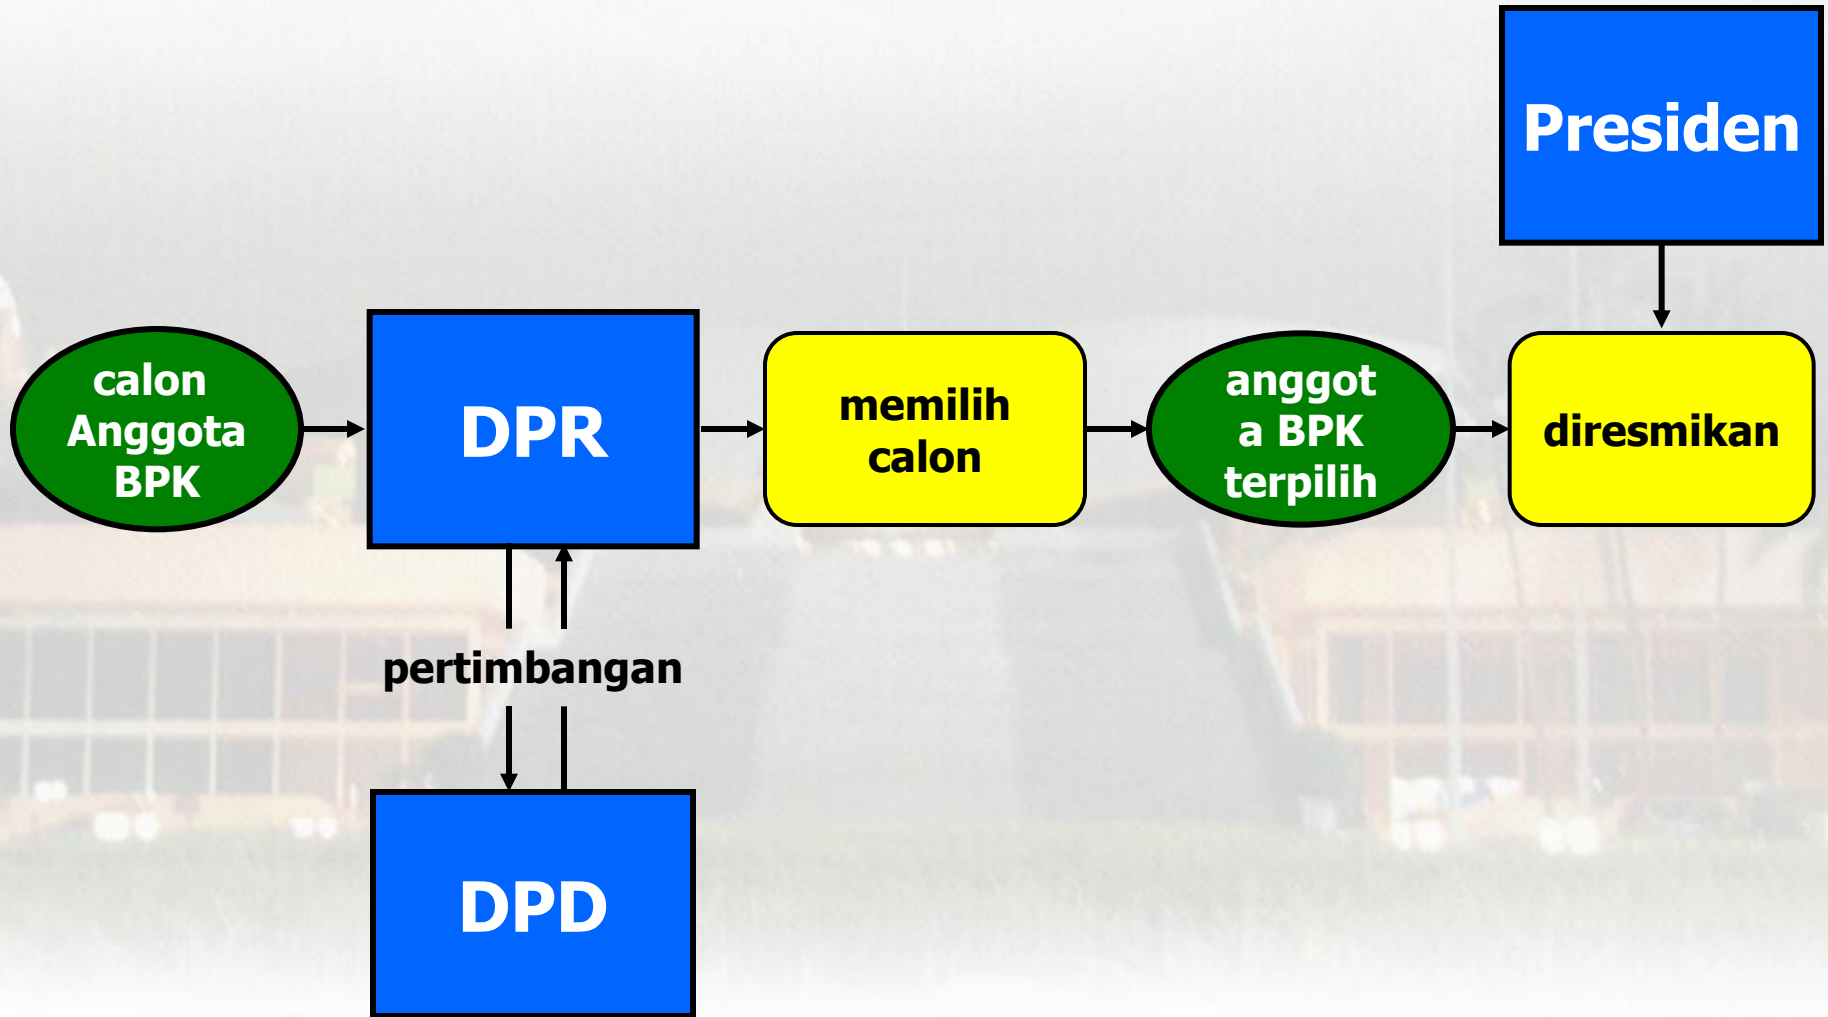 Presiden
calon
Anggota
BPK
DPR
memilih
calon
anggot
a BPK
terpilih
diresmikan
pertimbangan
DPD